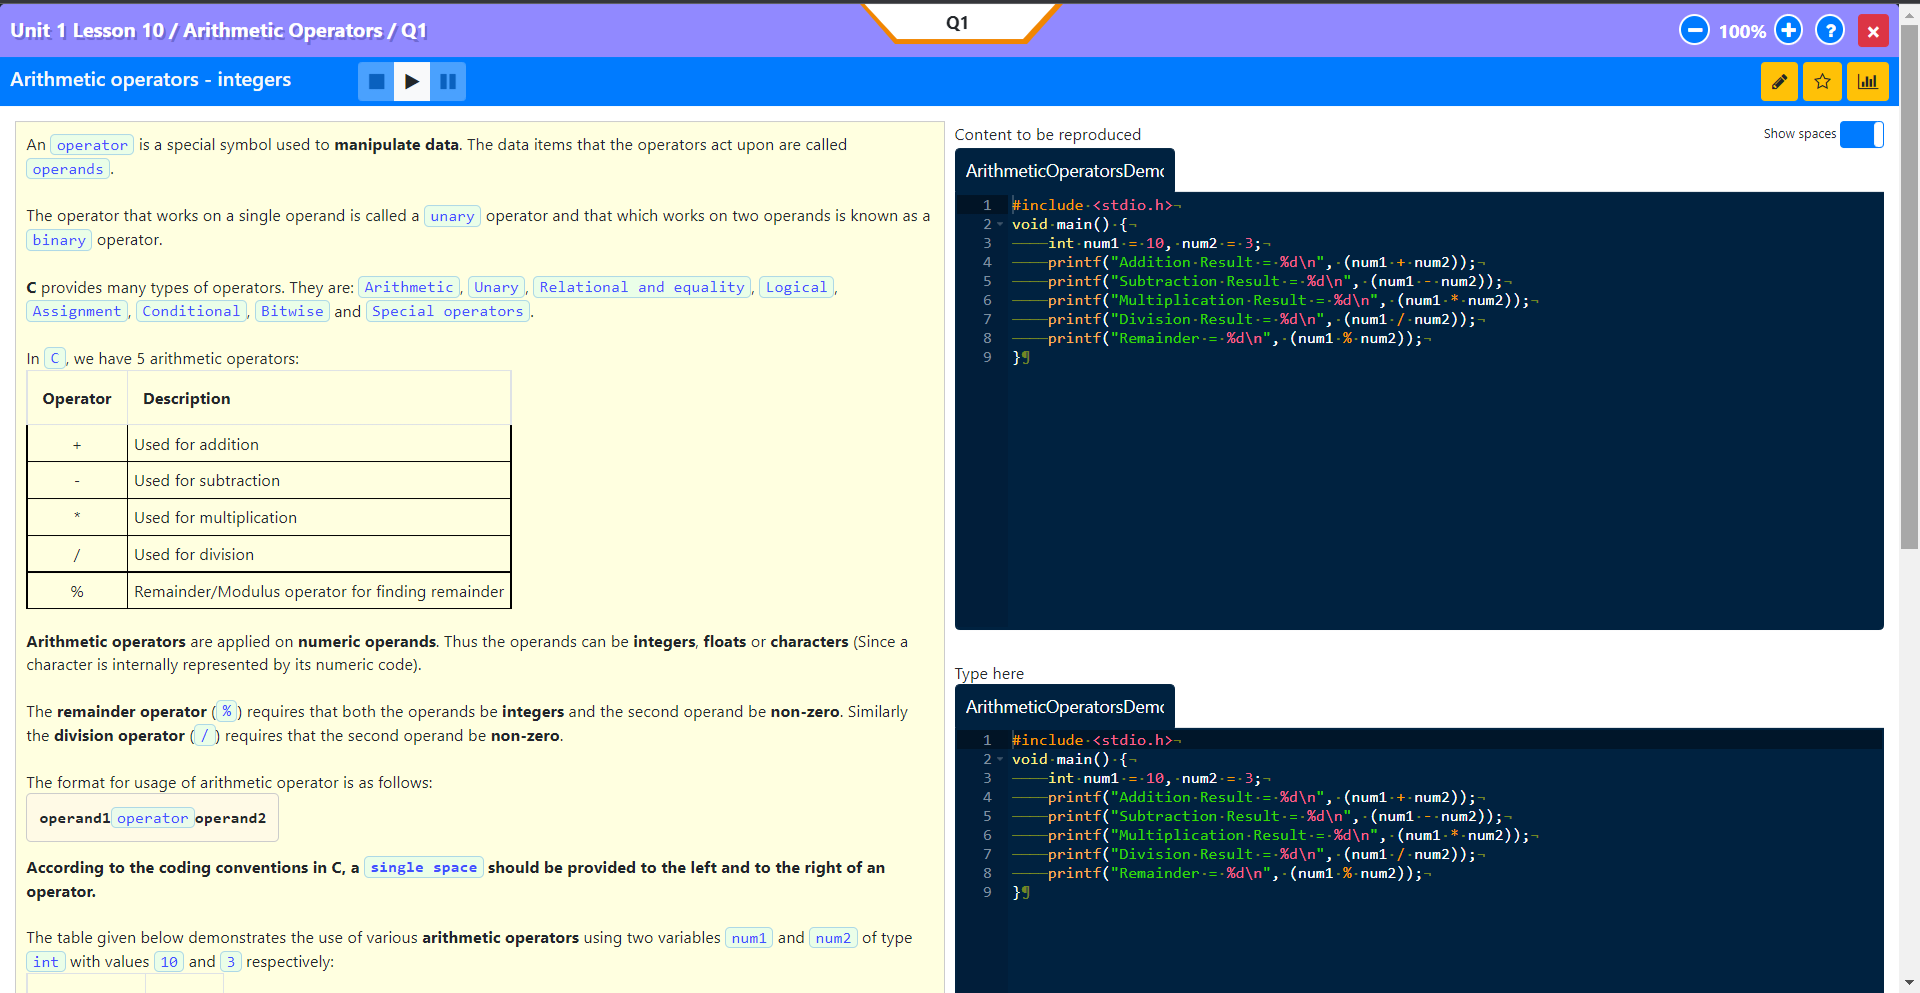 Unit 1 Lesson 10 / Arithmetic Operators / Q1
Q1
100%
Arithmetic operators - integers
An operator is a special symbol used to manipulate data. The data items that the operators act upon are called
operands.
The operator that works on a single operand is called a unary operator and that which works on two operands is known as a
binary operator.
C provides many types of operators. They are: Arithmetic, Unary, Relational and equality, Logical,
Assignment, Conditional, Bitwise and Special operators.
In C, we have 5 arithmetic operators:
Operator Description
+ Used for addition
- Used for subtraction
* Used for multiplication
/ Used for division
% Remainder/Modulus operator for finding remainder
Arithmetic operators are applied on numeric operands. Thus the operands can be integers, floats or characters (Since a
character is internally represented by its numeric code).
The remainder operator (%) requires that both the operands be integers and the second operand be non-zero. Similarly
the division operator (/) requires that the second operand be non-zero.
The format for usage of arithmetic operator is as follows:
operand1operatoroperand2
According to the coding conventions in C, a single space should be provided to the left and to the right of an
operator.
The table given below demonstrates the use of various arithmetic operators using two variables num1 and num2 of type
int with values 10 and 3 respectively:
Content to be reproduced
Show spaces
ArithmeticOperatorsDemo
1 #include·<stdio.h>¬
2 void·main()·{¬
3 ————int·num1·=·10,·num2·=·3;¬
4 ————printf("Addition·Result·=·%d\n",·(num1·+·num2));¬
5 ————printf("Subtraction·Result·=·%d\n",·(num1·-·num2));¬
6 ————printf("Multiplication·Result·=·%d\n",·(num1·*·num2));¬
7 ————printf("Division·Result·=·%d\n",·(num1·/·num2));¬
8 ————printf("Remainder·=·%d\n",·(num1·%·num2));¬
9 }¶
Type here
ArithmeticOperatorsDemo
1 #include·<stdio.h>¬
2 void·main()·{¬
3 ————int·num1·=·10,·num2·=·3;¬
4 ————printf("Addition·Result·=·%d\n",·(num1·+·num2));¬
5 ————printf("Subtraction·Result·=·%d\n",·(num1·-·num2));¬
6 ————printf("Multiplication·Result·=·%d\n",·(num1·*·num2));¬
7 ————printf("Division·Result·=·%d\n",·(num1·/·num2));¬
8 ————printf("Remainder·=·%d\n",·(num1·%·num2));¬
9 }¶